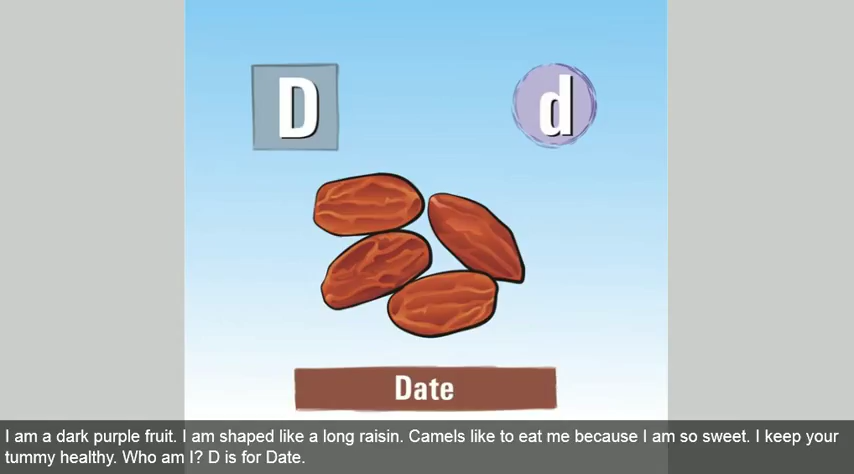 D
d
Date
I am a dark purple fruit. I am shaped like a long raisin. Camels like to eat me because I am so sweet. I keep your
tummy healthy. Who am I? D is for Date.